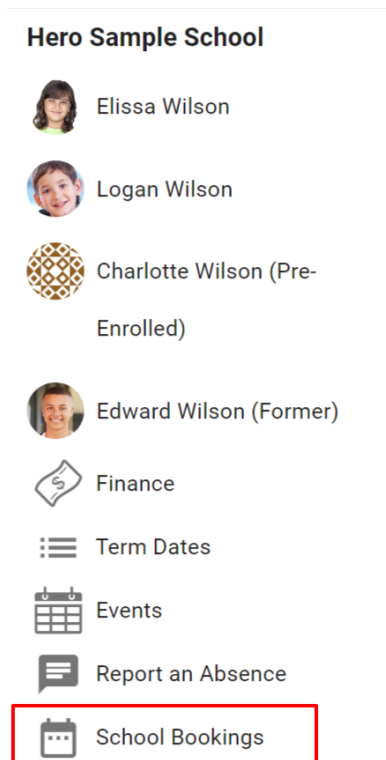 Hero Sample School
Elissa Wilson
Logan Wilson
Charlotte Wilson (Pre-
Enrolled)
Edward Wilson (Former)
Finance
Term Dates
Events
Report an Absence
School Bookings